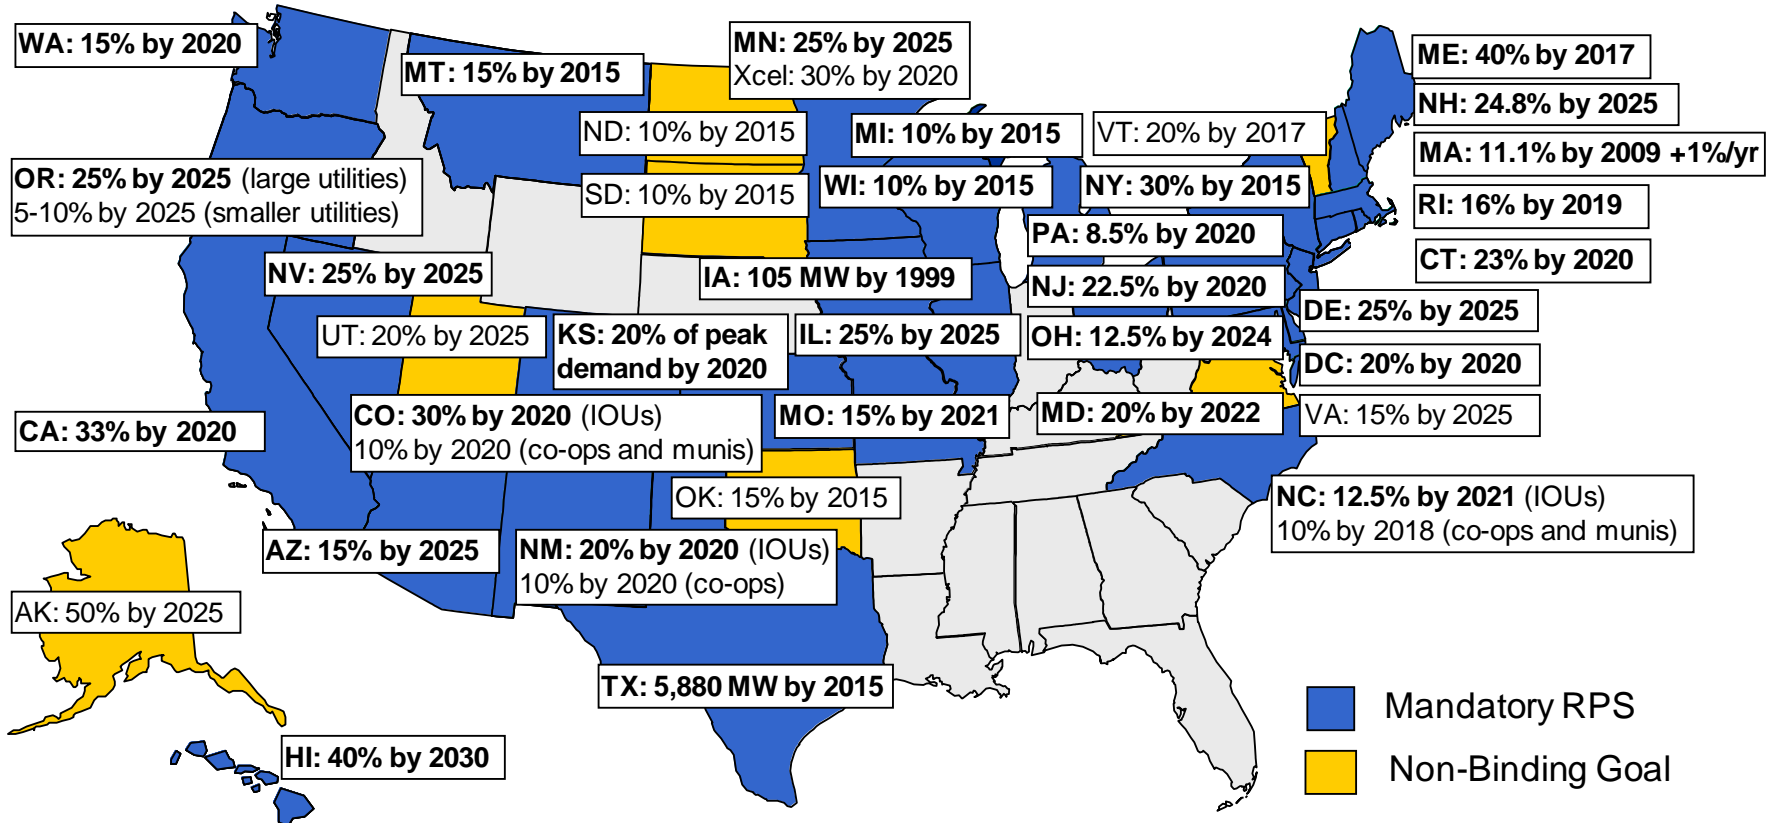 WA: 15% by 2020
MT: 15% by 2015
MN: 25% by 2025
Xcel: 30% by 2020
ME: 40% by 2017
NH: 24.8% by 2025
ND: 10% by 2015
MI: 10% by 2015
VT: 20% by 2017
MA: 11.1% by 2009 +1%/yr
OR: 25% by 2025 (large utilities)
5-10% by 2025 (smaller utilities)
SD: 10% by 2015
WI: 10% by 2015
NY: 30% by 2015
RI: 16% by 2019
PA: 8.5% by 2020
CT: 23% by 2020
NV: 25% by 2025
IA: 105 MW by 1999
NJ: 22.5% by 2020
DE: 25% by 2025
UT: 20% by 2025
KS: 20% of peak
demand by 2020
IL: 25% by 2025
OH: 12.5% by 2024
DC: 20% by 2020
CA: 33% by 2020
CO: 30% by 2020 (IOUs)
10% by 2020 (co-ops and munis)
MO: 15% by 2021
MD: 20% by 2022
VA: 15% by 2025
OK: 15% by 2015
NC: 12.5% by 2021 (IOUs)
10% by 2018 (co-ops and munis)
AZ: 15% by 2025
NM: 20% by 2020 (IOUs)
10% by 2020 (co-ops)
AK: 50% by 2025
TX: 5,880 MW by 2015
HI: 40% by 2030
Mandatory RPS
Non-Binding Goal